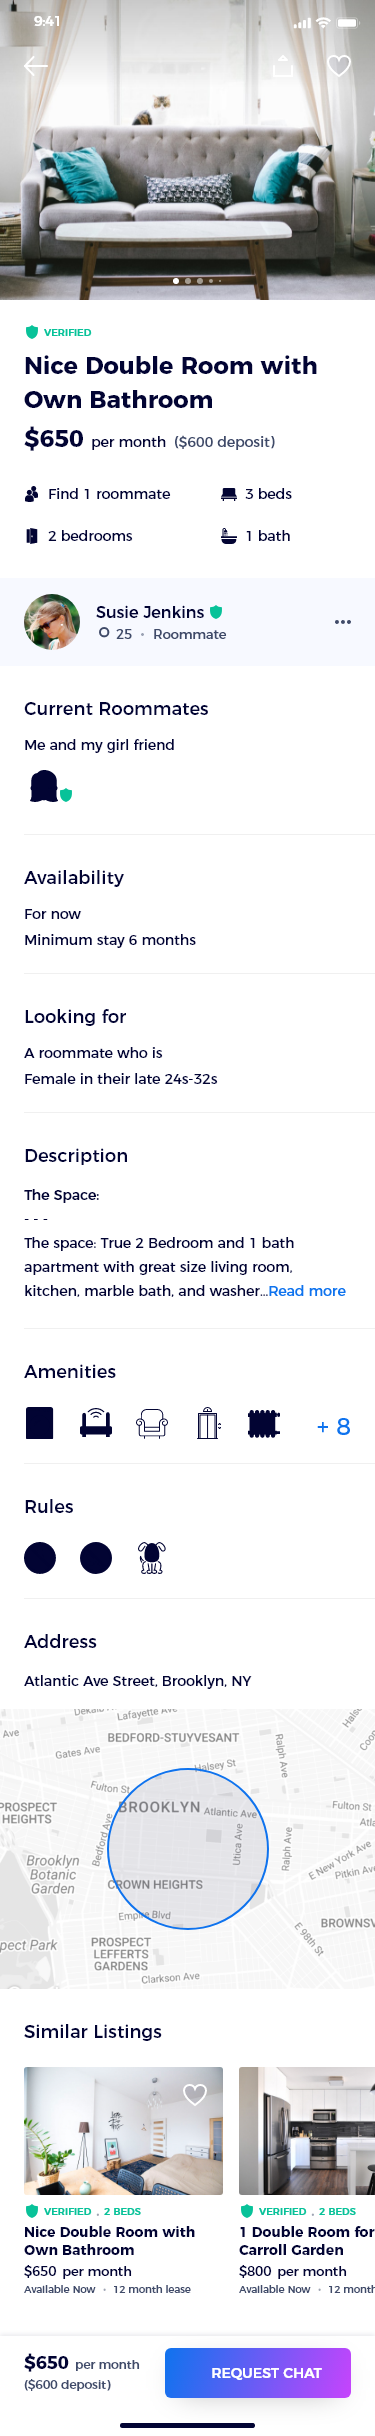 9:41
VERIFIED
Nice Double Room with
Own Bathroom
$650 per month ($600 deposit)
Find 1 roommate
3 beds
2 bedrooms
1 bath
Susie Jenkins
25 • Roommate
Current Roommates
Me and my girl friend
Availability
For now
Minimum stay 6 months
Looking for
A roommate who is
Female in their late 24s-32s
Description
The Space:
- - -
The space: True 2 Bedroom and 1 bath
apartment with great size living room,
kitchen, marble bath, and washer...Read more
Amenities
+ 8
Rules
Address
Atlantic Ave Street, Brooklyn, NY
Ave
Lafayette Ave
BEDFORD-STUYVESANT
Gates Ave
Halsey St
Ralph Ave
Fulton St
PROSPECT
HEIGHTS
BROOKLYN
Atlantic Ave
Fulton St
Bedford Ave
Utica Ave
Ralph Ave
E New York Ave
Pitkin Ave
Brooklyn
Botanic
Garden
CROWN HEIGHTS
Empire Blvd
BROWNSV
E 98th St
pect Park
PROSPECT
LEFFERTS
GARDENS
Clarkson Ave
Similar Listings
VERIFIED . 2 BEDS
Nice Double Room with
Own Bathroom
$650 per month
Available Now • 12 month lease
VERIFIED . 2 BEDS
1 Double Room for
Carroll Garden
$800 per month
Available Now • 12 month
$650 per month
($600 deposit)
REQUEST CHAT